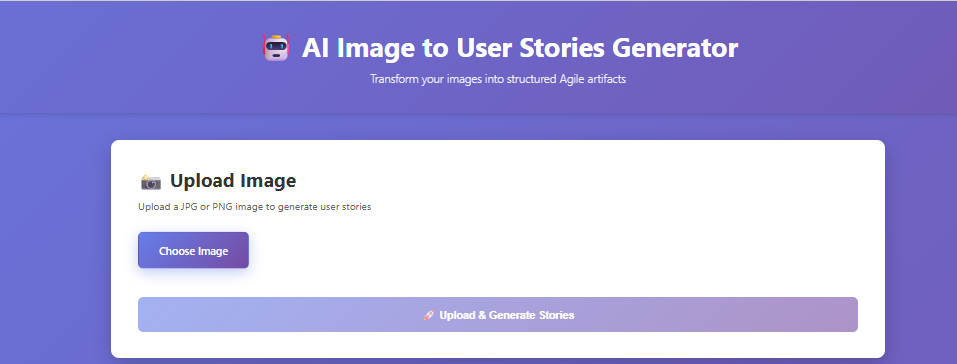 AI Image to User Stories Generator
Transform your images into structured Agile artifacts
Upload Image
Upload a JPG or PNG image to generate user stories
Choose Image
🚀 Upload & Generate Stories